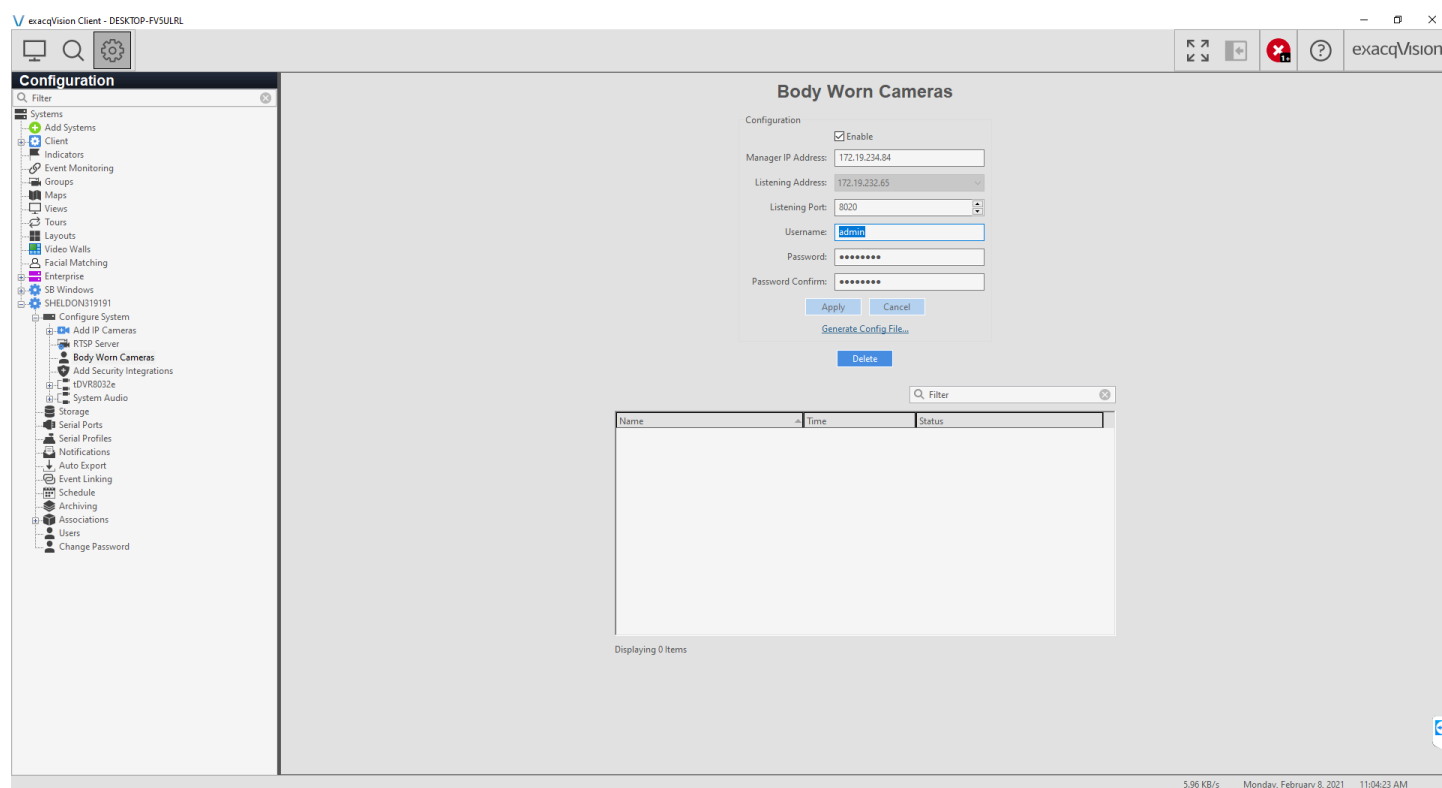 exacqVision Client - DESKTOP-FV5ULRL
1+
?
exacqVision
Configuration
Filter
Systems
Add Systems
Client
Indicators
Event Monitoring
Groups
Maps
Views
Tours
Layouts
Video Walls
Facial Matching
Enterprise
SB Windows
SHELDON319191
Configure System
Add IP Cameras
RTSP Server
Body Worn Cameras
Add Security Integrations
tDVR8032e
System Audio
Storage
Serial Ports
Serial Profiles
Notifications
Auto Export
Event Linking
Schedule
Archiving
Associations
Users
Change Password
Body Worn Cameras
Configuration
Enable
Manager IP Address: 172.19.234.84
Listening Address: 172.19.232.65
Listening Port: 8020
Username: admin
Password: ●●●●●●●●
Password Confirm: ●●●●●●●●
Apply Cancel
Generate Config File...
Delete
Filter
Name Time Status
Displaying 0 Items
5.96 KB/s Monday, February 8, 2021 11:04:23 AM